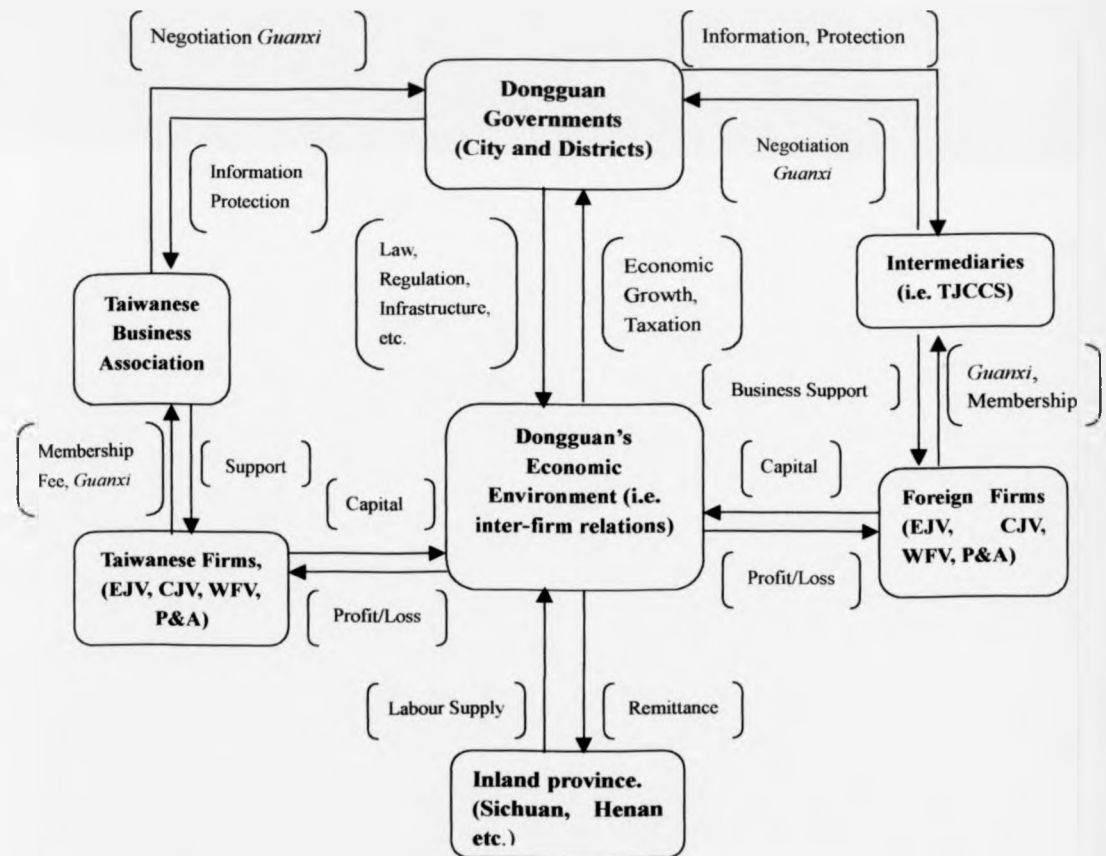 Negotiation Guanxi
Information, Protection
Dongguan
Governments
(City and Districts)
Negotiation
Guanxi
Information
Protection
Law,
Regulation,
Infrastructure,
etc.
Economic
Growth,
Taxation
Intermediaries
(i.e. TJCCS)
Taiwanese
Business
Association
Business Support
Guanxi,
Membership
Membership
Fee, Guanxi
Support
Capital
Dongguan's
Economic
Environment (i.e.
inter-firm relations)
Capital
Foreign Firms
(EJV, CJV,
WFV, P&A)
Taiwanese Firms,
(EJV, CJV, WFV,
P&A)
Profit/Loss
Profit/Loss
Labour Supply
Remittance
Inland province.
(Sichuan, Henan
etc.)